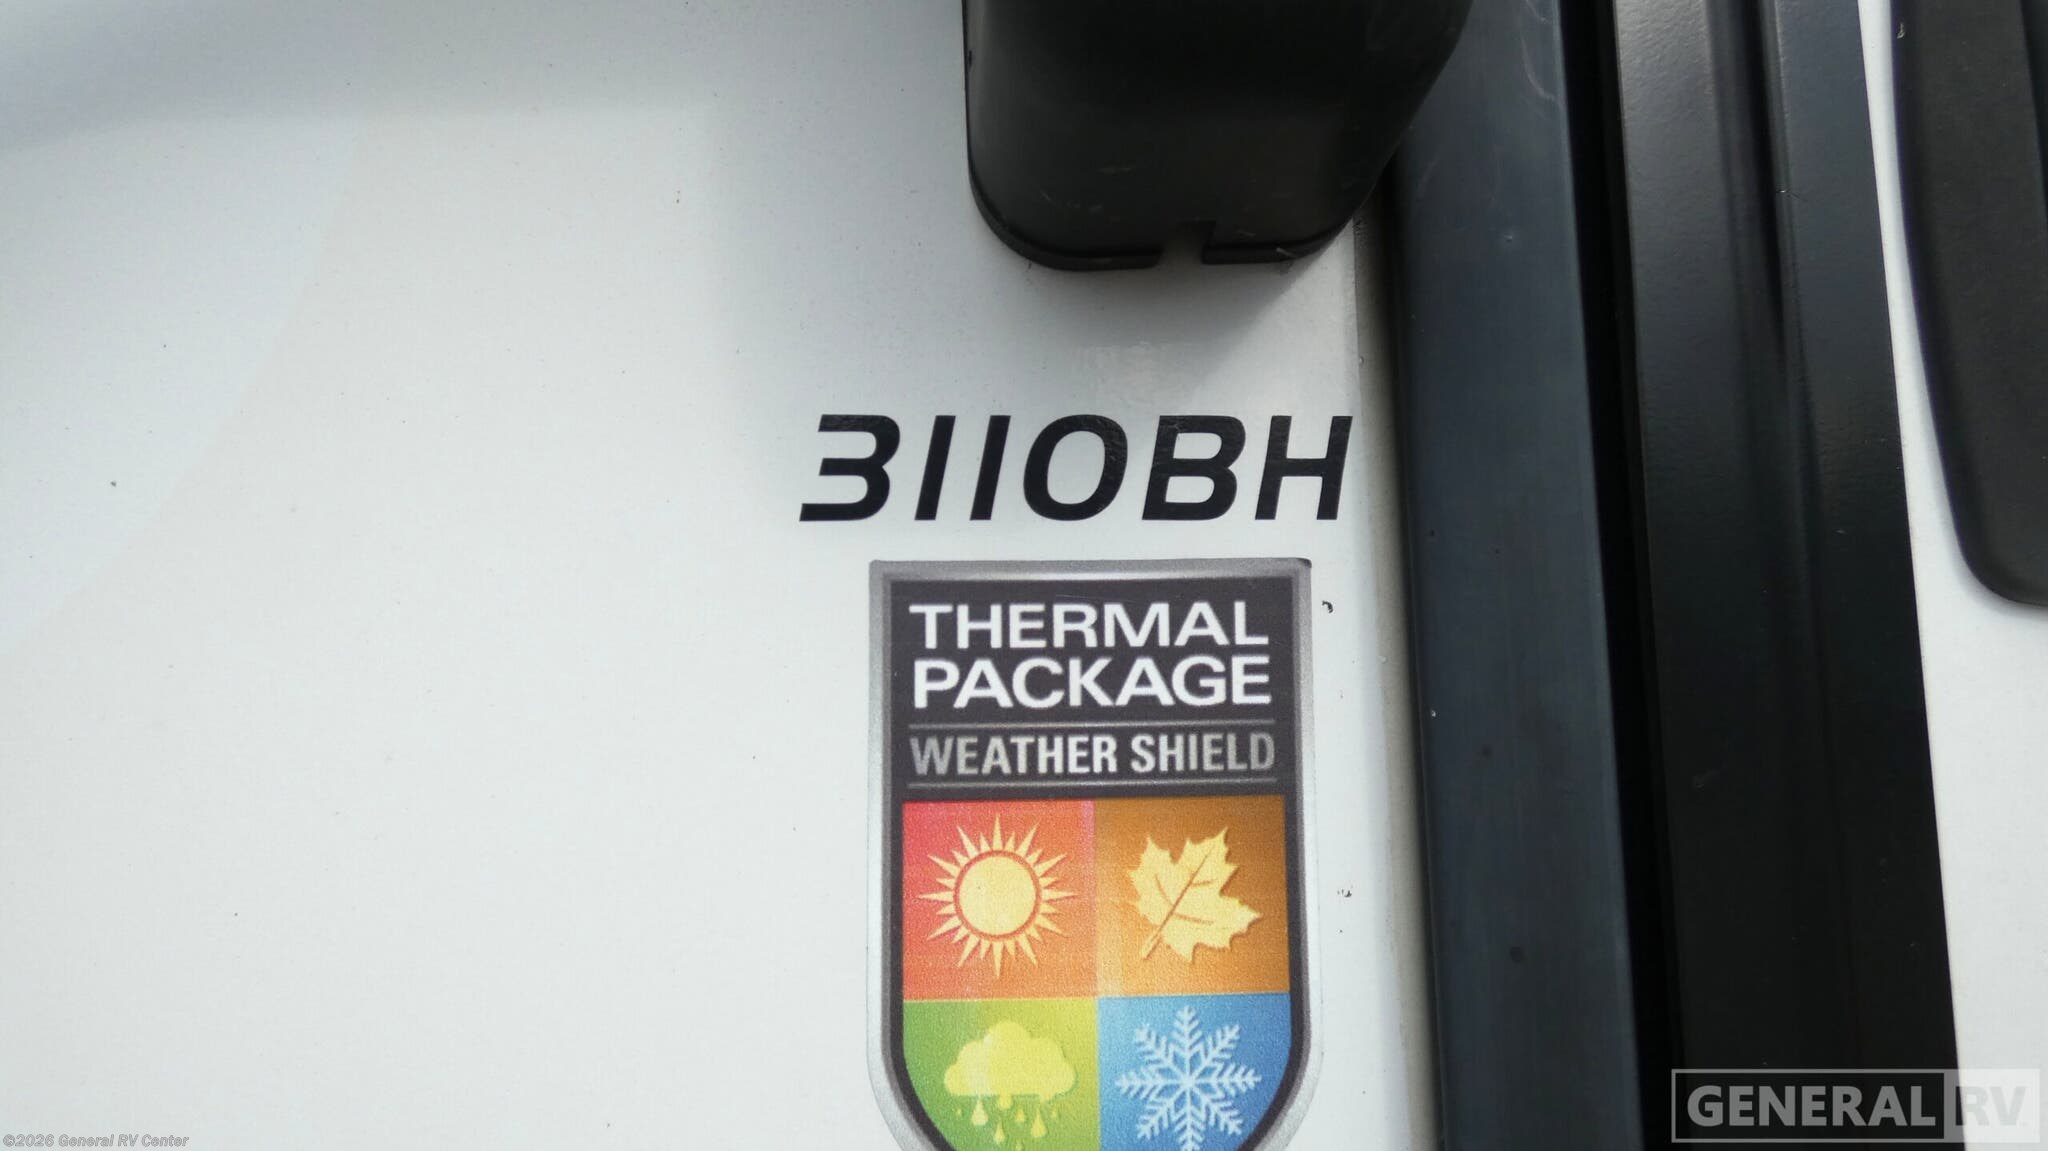 3110BH
THERMAL
PACKAGE
WEATHER SHIELD
GENERAL RV
©2026 General RV Center